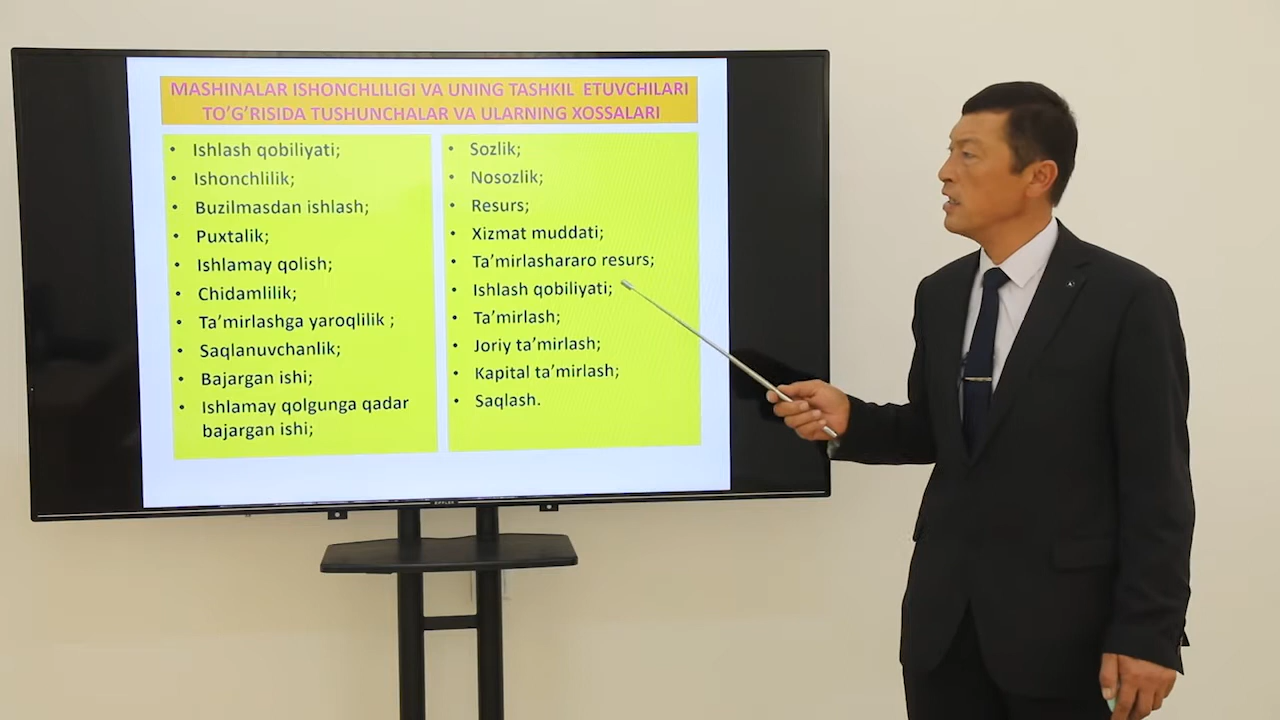 MASHINALAR ISHONCHLILIGI VA UNING TASHKIL ETUVCHILARI
TO’G’RISIDA TUSHUNCHALAR VA ULARNING XOSSALARI
• Ishlash qobiliyati;
• Ishonchlilik;
• Buzilmasdan ishlash;
• Puxtalik;
• Ishlamay qolish;
• Chidamlilik;
• Ta’mirlashga yaroqlilik ;
• Saqlanuvchanlik;
• Bajargan ishi;
• Ishlamay qolgunga qadar
bajargan ishi;
• Sozlik;
• Nosozlik;
• Resurs;
• Xizmat muddati;
• Ta’mirlashararo resurs;
• Ishlash qobiliyati;
• Ta’mirlash;
• Joriy ta’mirlash;
• Kapital ta’mirlash;
• Saqlash.